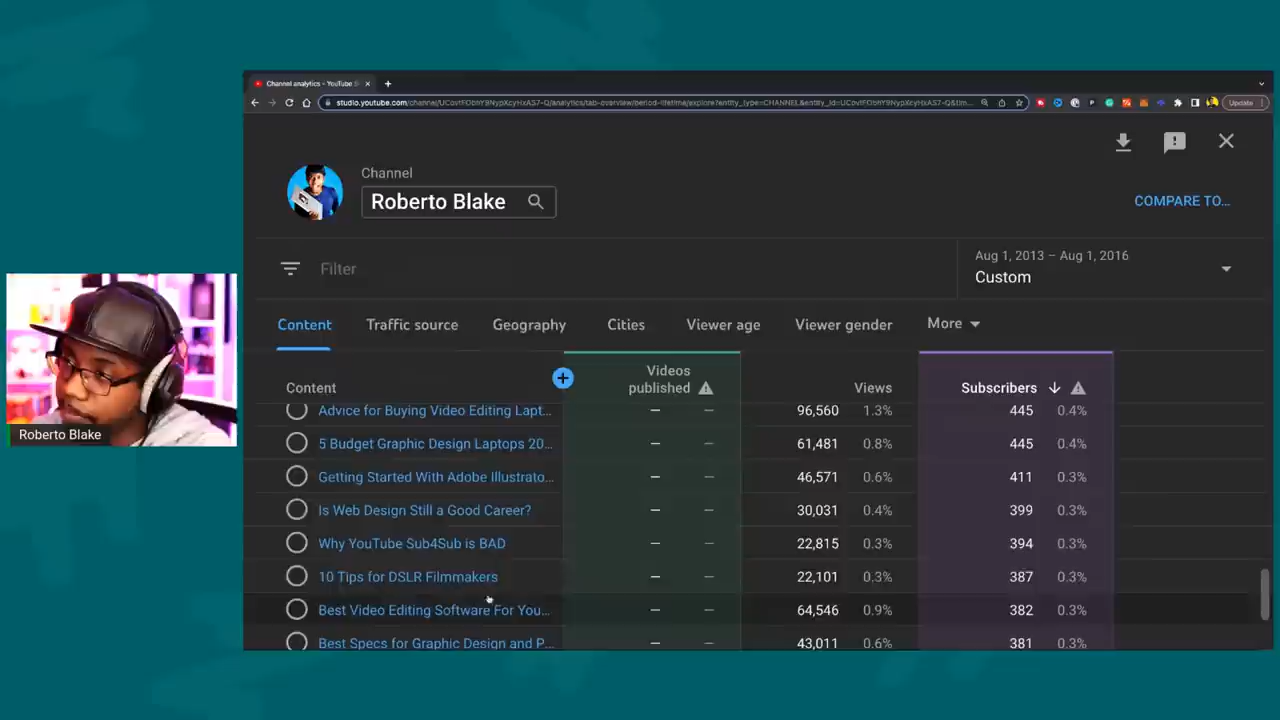 Channel analytics - YouTube S
Update
Channel
Roberto Blake
COMPARE TO...
Filter
Aug 1, 2013 – Aug 1, 2016
Custom
Content
Traffic source
Geography
Cities
Viewer age
Viewer gender
More
Content
Videos published
Views
Subscribers
Advice for Buying Video Editing Lapt... — — 96,560 1.3% 445 0.4%
5 Budget Graphic Design Laptops 20... — — 61,481 0.8% 445 0.4%
Getting Started With Adobe Illustrato... — — 46,571 0.6% 411 0.3%
Is Web Design Still a Good Career? — — 30,031 0.4% 399 0.3%
Why YouTube Sub4Sub is BAD — — 22,815 0.3% 394 0.3%
10 Tips for DSLR Filmmakers — — 22,101 0.3% 387 0.3%
Best Video Editing Software For You... — — 64,546 0.9% 382 0.3%
Best Specs for Graphic Design and P... — — 43,011 0.6% 381 0.3%
Roberto Blake